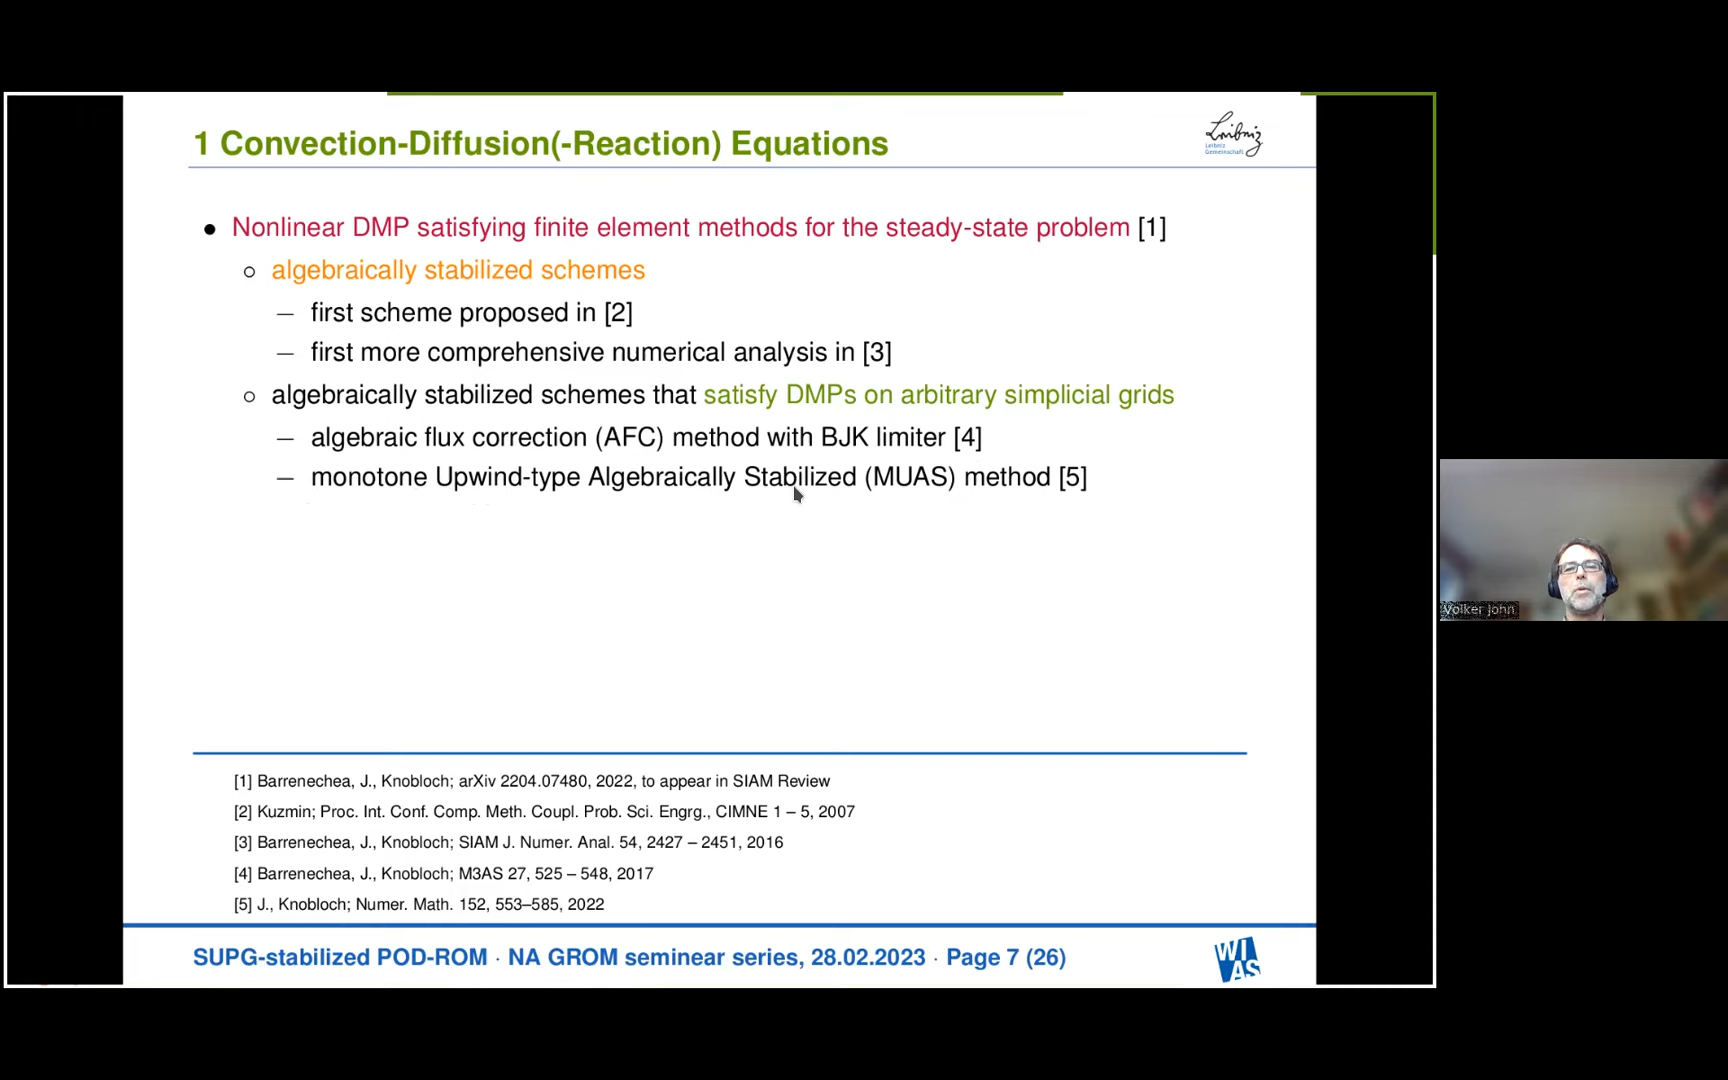 1 Convection-Diffusion(-Reaction) Equations
Leibniz
Leibniz
Gemeinschaft
● Nonlinear DMP satisfying finite element methods for the steady-state problem [1]
○ algebraically stabilized schemes
— first scheme proposed in [2]
— first more comprehensive numerical analysis in [3]
○ algebraically stabilized schemes that satisfy DMPs on arbitrary simplicial grids
— algebraic flux correction (AFC) method with BJK limiter [4]
— monotone Upwind-type Algebraically Stabilized (MUAS) method [5]
Volker John
[1] Barrenechea, J., Knobloch; arXiv 2204.07480, 2022, to appear in SIAM Review
[2] Kuzmin; Proc. Int. Conf. Comp. Meth. Coupl. Prob. Sci. Engrg., CIMNE 1 – 5, 2007
[3] Barrenechea, J., Knobloch; SIAM J. Numer. Anal. 54, 2427 – 2451, 2016
[4] Barrenechea, J., Knobloch; M3AS 27, 525 – 548, 2017
[5] J., Knobloch; Numer. Math. 152, 553–585, 2022
SUPG-stabilized POD-ROM · NA GROM seminear series, 28.02.2023 · Page 7 (26)
WI
AS